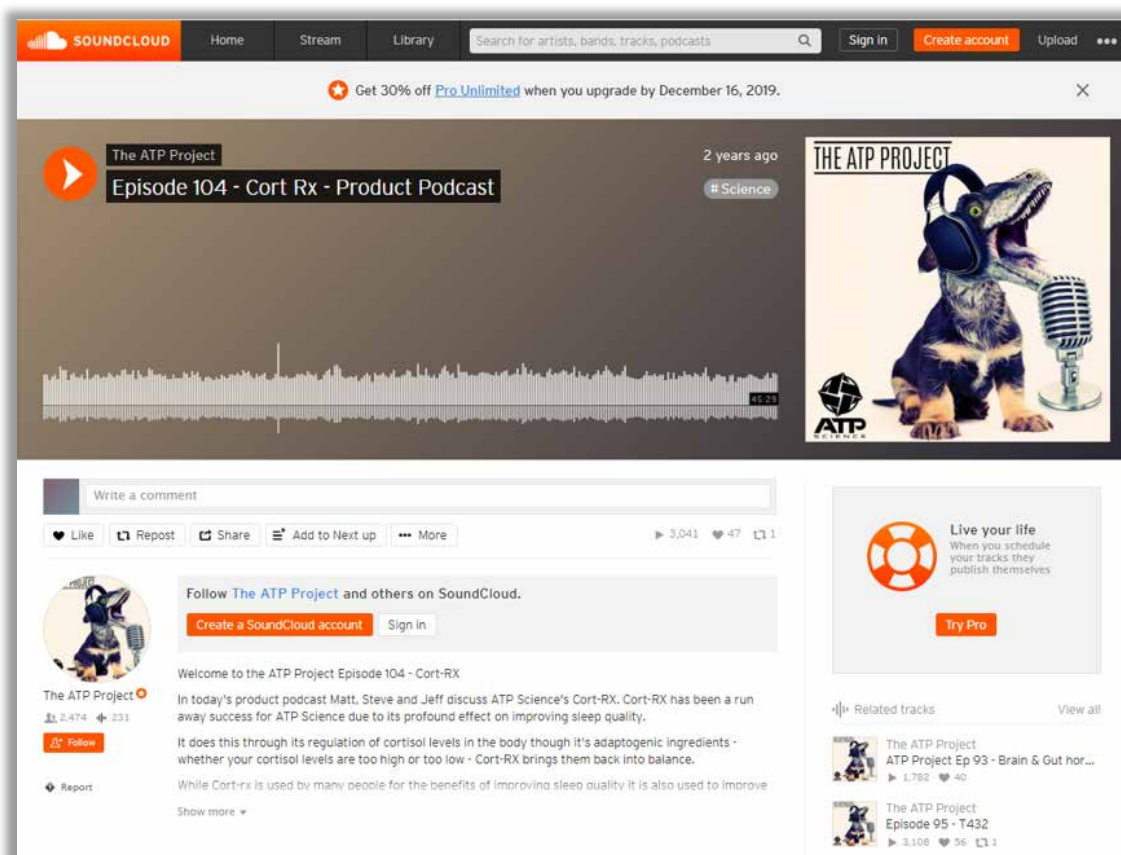 SOUNDCLOUD Home Stream Library Search for artists, bands, tracks, podcasts Sign in Create account Upload
Get 30% off Pro Unlimited when you upgrade by December 16, 2019.
The ATP Project
Episode 104 - Cort Rx - Product Podcast
2 years ago
# Science
45:29
THE ATP PROJECT
ATP
SCIENCE
Write a comment
Like Repost Share Add to Next up More
3,041 47 1
Live your life
When you schedule
your tracks they
publish themselves
Try Pro
PROJECT
The ATP Project
2,474 231
Follow
Report
Follow The ATP Project and others on SoundCloud.
Create a SoundCloud account Sign in
Welcome to the ATP Project Episode 104 - Cort-RX
In today's product podcast Matt, Steve and Jeff discuss ATP Science's Cort-RX. Cort-RX has been a run
away success for ATP Science due to its profound effect on improving sleep quality.
It does this through its regulation of cortisol levels in the body though it's adaptogenic ingredients -
whether your cortisol levels are too high or too low - Cort-RX brings them back into balance.
While Cort-rx is used by many people for the benefits of improving sleep quality it is also used to improve
Show more
Related tracks View all
The ATP Project
ATP Project Ep 93 - Brain & Gut hor...
1,782 40
The ATP Project
Episode 95 - T432
3,108 56 1